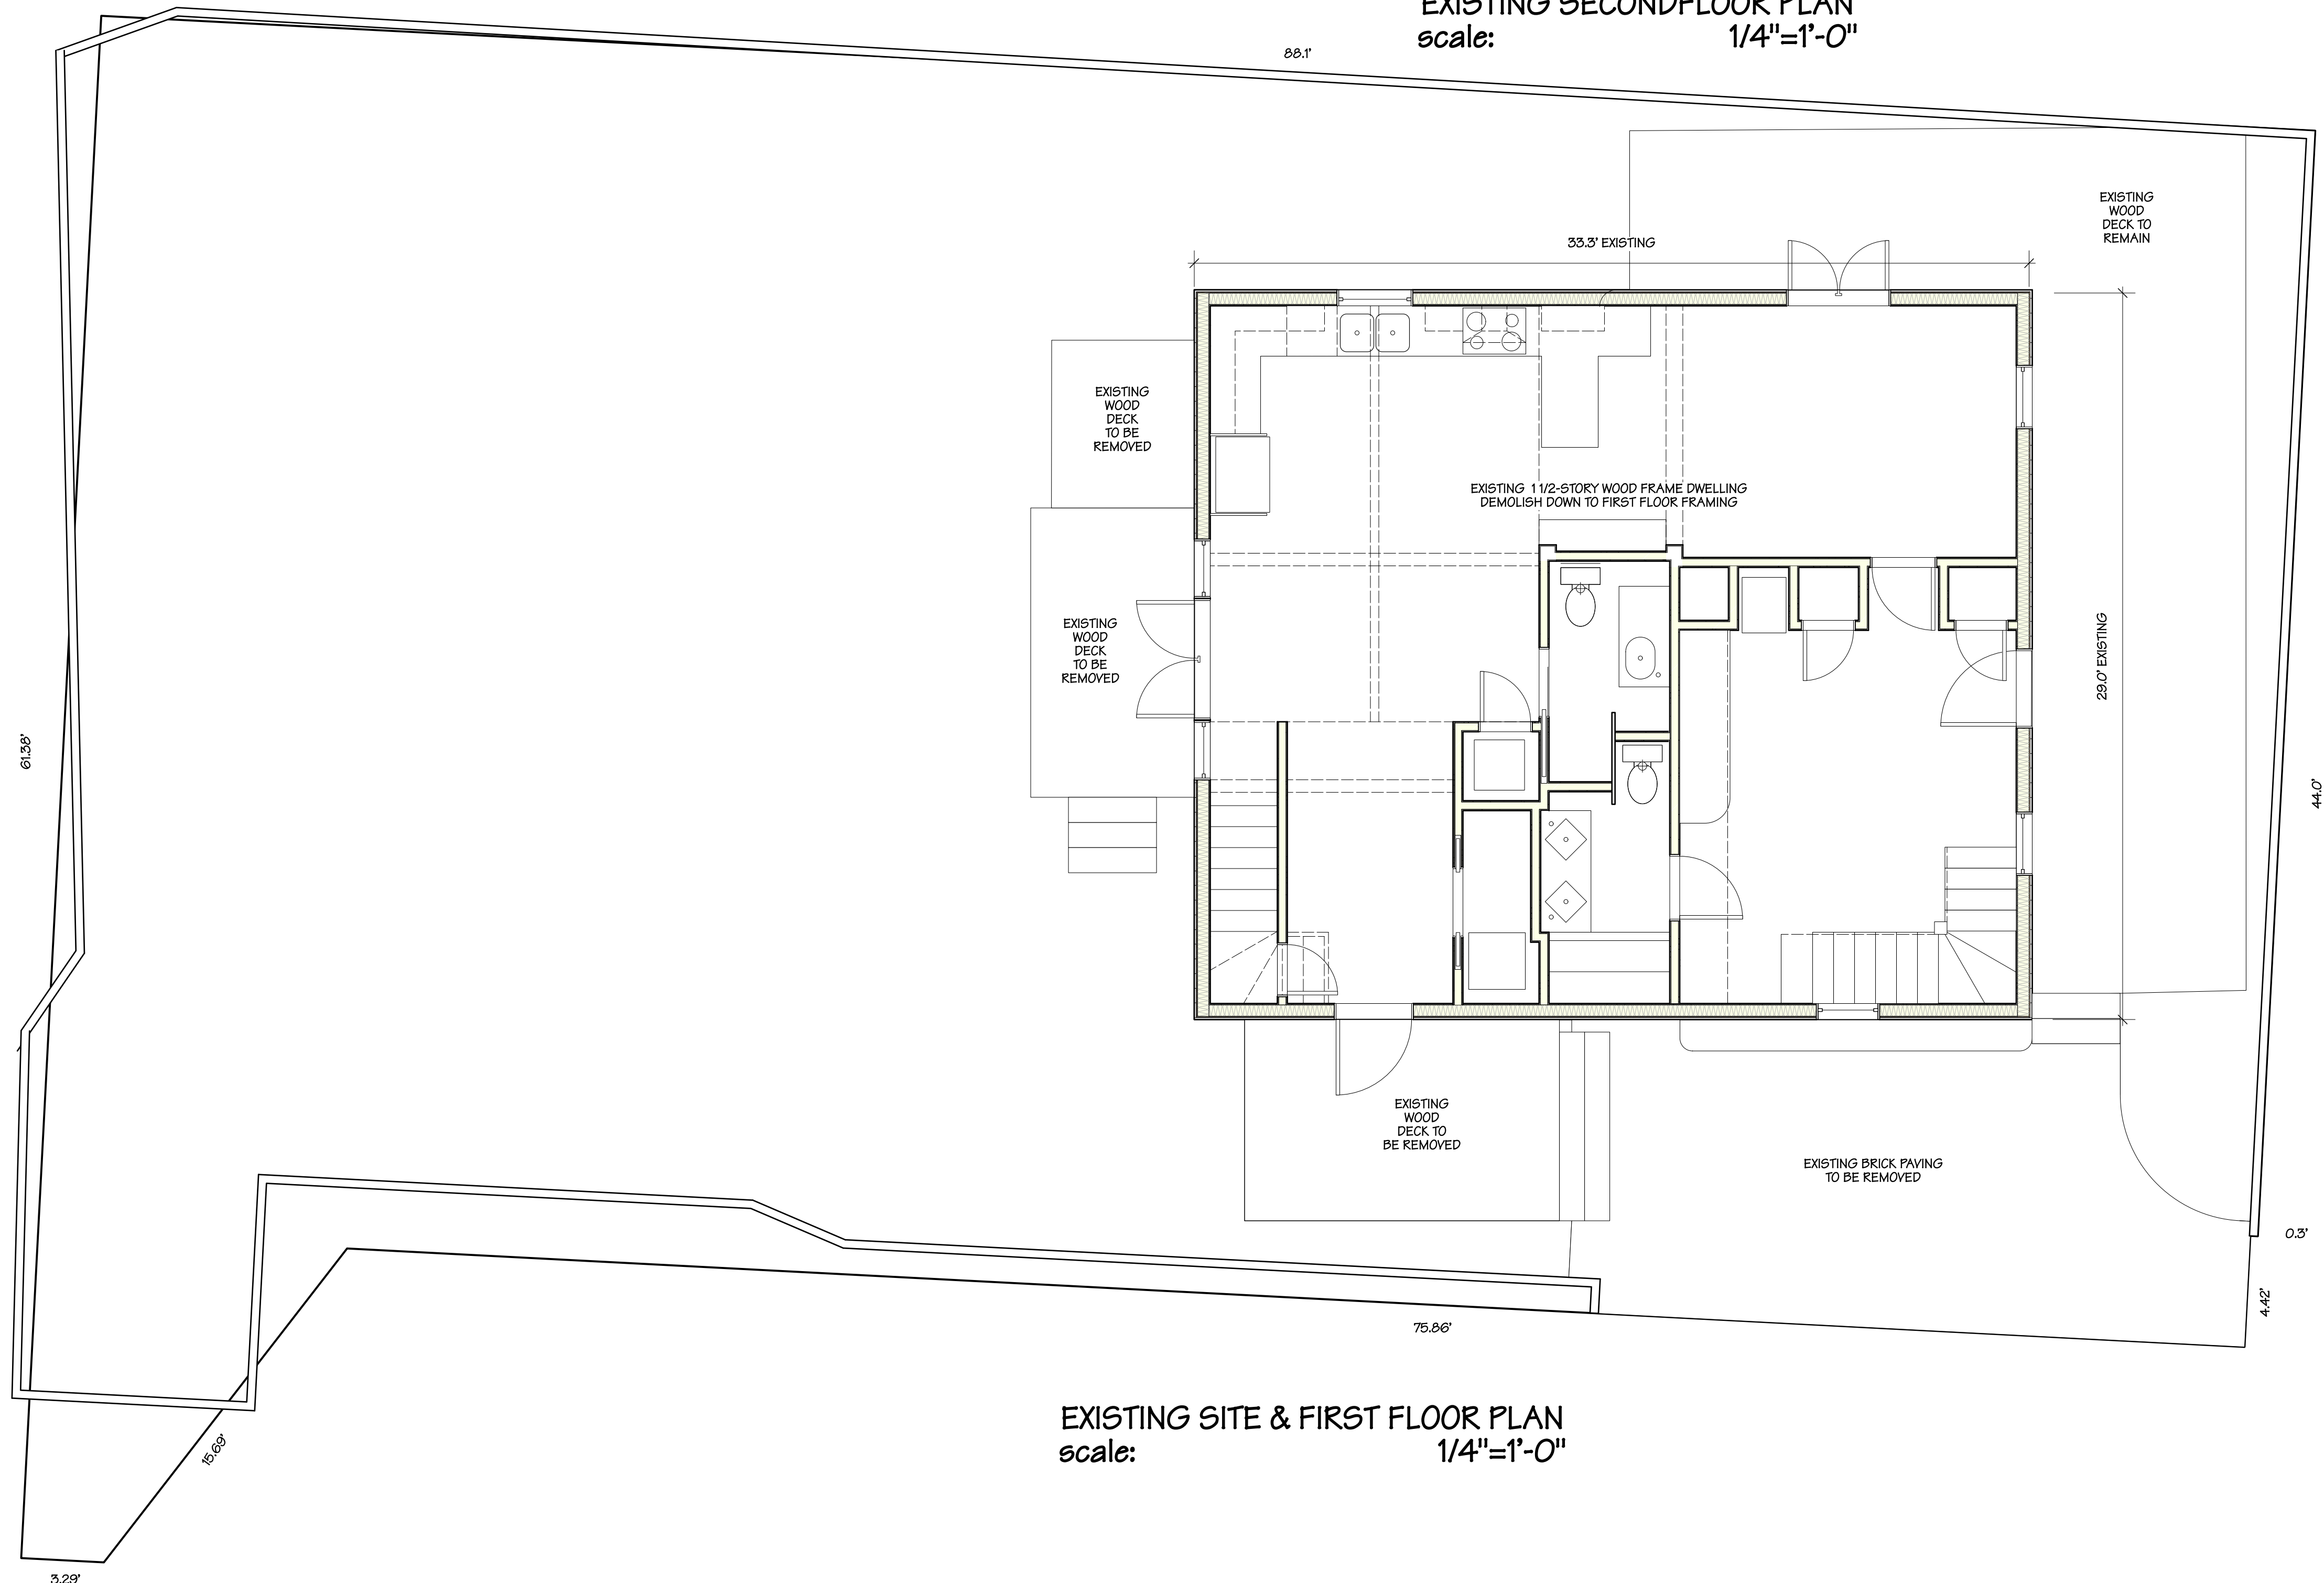 EXISTING SECONDFLOOR PLAN
scale: 1/4"=1'-0"
88.1'
EXISTING
WOOD
DECK TO
REMAIN
33.3' EXISTING
EXISTING
WOOD
DECK
TO BE
REMOVED
EXISTING 1 1/2-STORY WOOD FRAME DWELLING
DEMOLISH DOWN TO FIRST FLOOR FRAMING
EXISTING
WOOD
DECK
TO BE
REMOVED
29.0' EXISTING
61.38'
44.0'
EXISTING
WOOD
DECK TO
BE REMOVED
EXISTING BRICK PAVING
TO BE REMOVED
0.3'
4.42'
75.86'
EXISTING SITE & FIRST FLOOR PLAN
scale: 1/4"=1'-0"
15.69'
3.29'